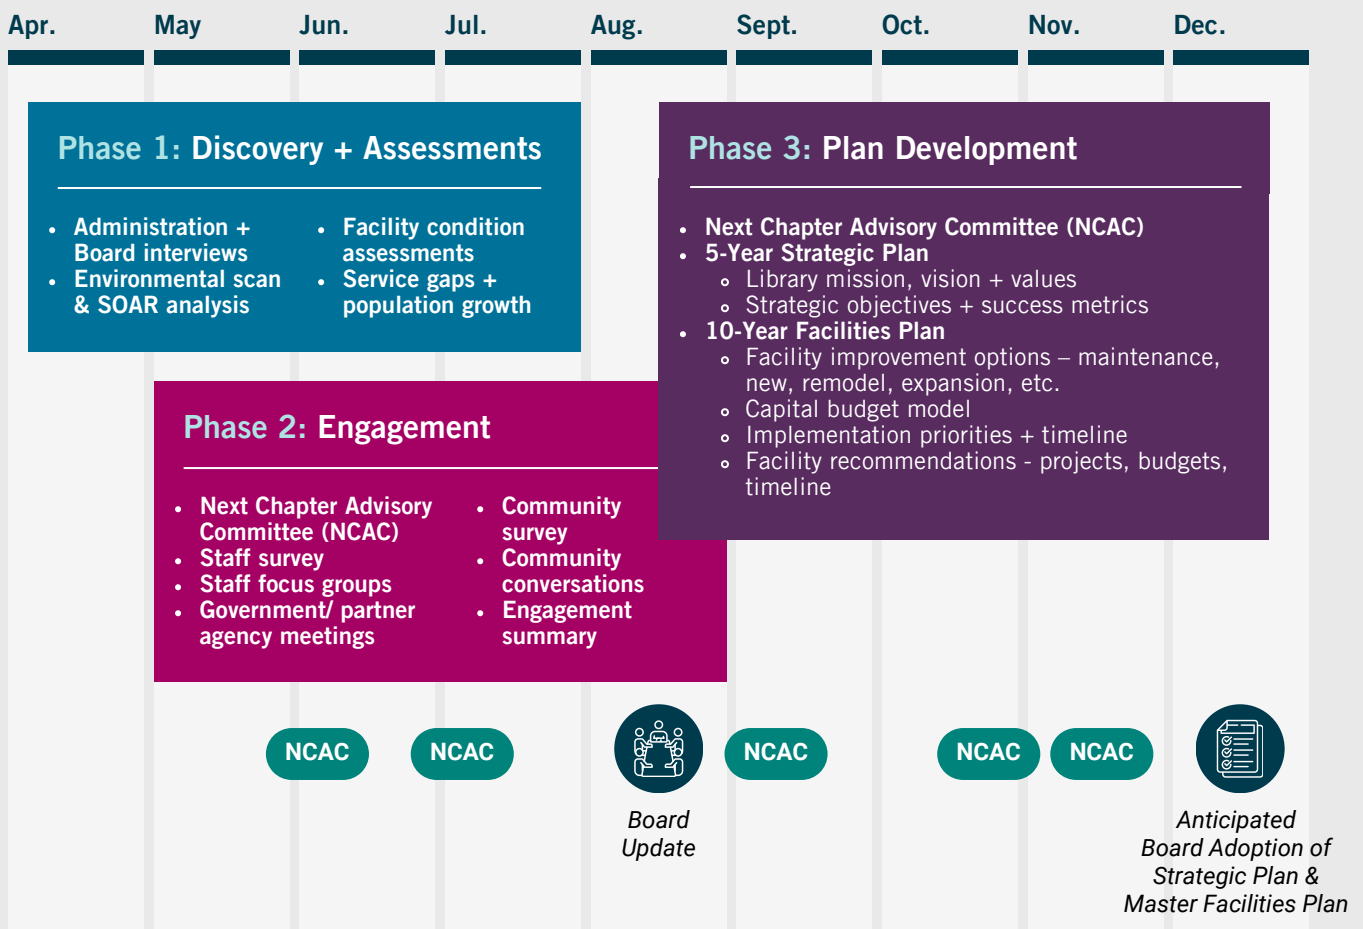 Apr. May Jun. Jul. Aug. Sept. Oct. Nov. Dec.
Phase 1: Discovery + Assessments
• Administration +
Board interviews
• Environmental scan
& SOAR analysis
• Facility condition
assessments
• Service gaps +
population growth
Phase 2: Engagement
• Next Chapter Advisory
Committee (NCAC)
• Staff survey
• Staff focus groups
• Government/ partner
agency meetings
• Community
survey
• Community
conversations
• Engagement
summary
Phase 3: Plan Development
• Next Chapter Advisory Committee (NCAC)
• 5-Year Strategic Plan
◦ Library mission, vision + values
◦ Strategic objectives + success metrics
• 10-Year Facilities Plan
◦ Facility improvement options – maintenance,
new, remodel, expansion, etc.
◦ Capital budget model
◦ Implementation priorities + timeline
◦ Facility recommendations - projects, budgets,
timeline
NCAC
NCAC
Board
Update
NCAC
NCAC
NCAC
Anticipated
Board Adoption of
Strategic Plan &
Master Facilities Plan